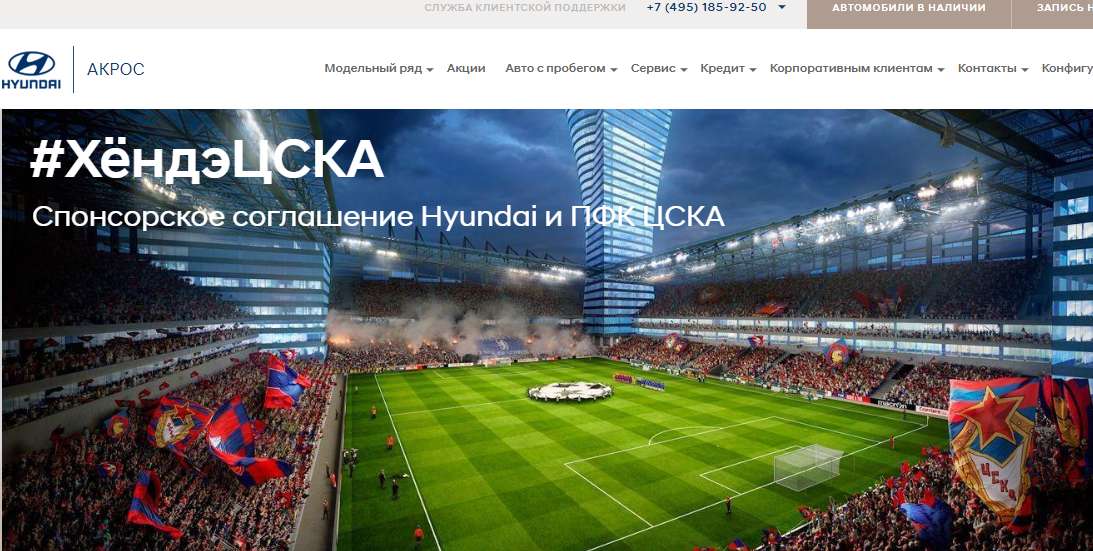 СЛУЖБА КЛИЕНТСКОЙ ПОДДЕРЖКИ +7 (495) 185-92-50 АВТОМОБИЛИ В НАЛИЧИИ ЗАПИСЬ Н
HYUNDAI АКРОС Модельный ряд Акции Авто с пробегом Сервис Кредит Корпоративным клиентам Контакты Конфигу
#ХёндэЦСКА
Спонсорское соглашение Hyundai и ПФК ЦСКА
ЦСКА